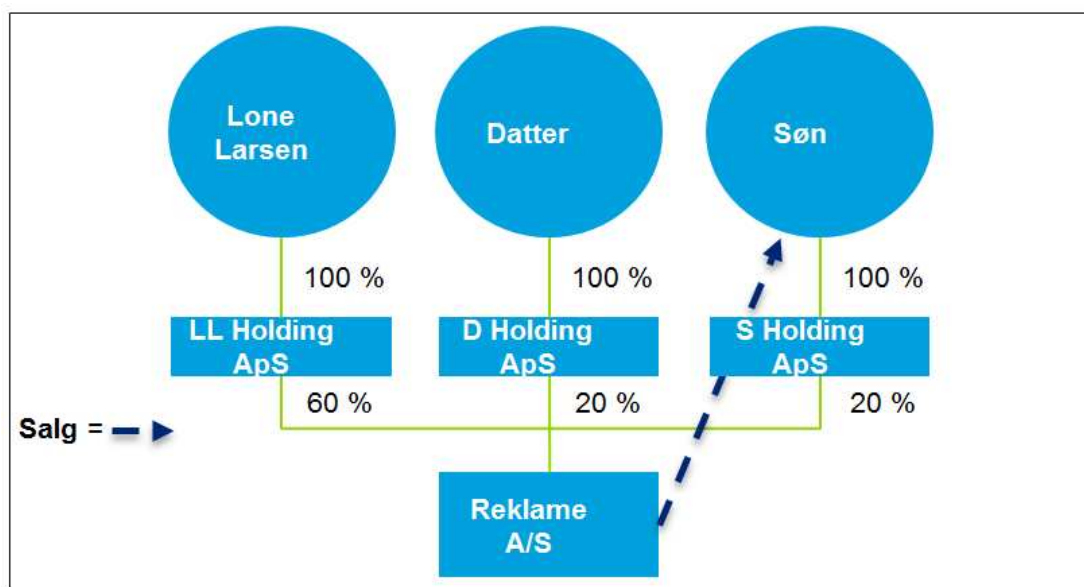 Lone
Larsen
Datter
Søn
100 %
100 %
100 %
LL Holding
ApS
D Holding
ApS
S Holding
ApS
60 %
20 %
20 %
Salg =
Reklame
A/S